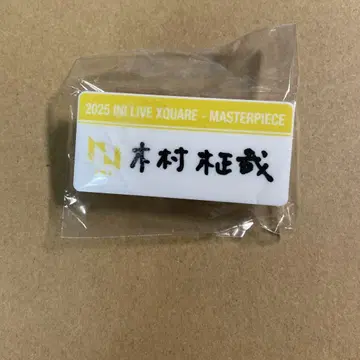 2025 INI LIVE XQUARE - MASTERPIECE
木村 柾哉